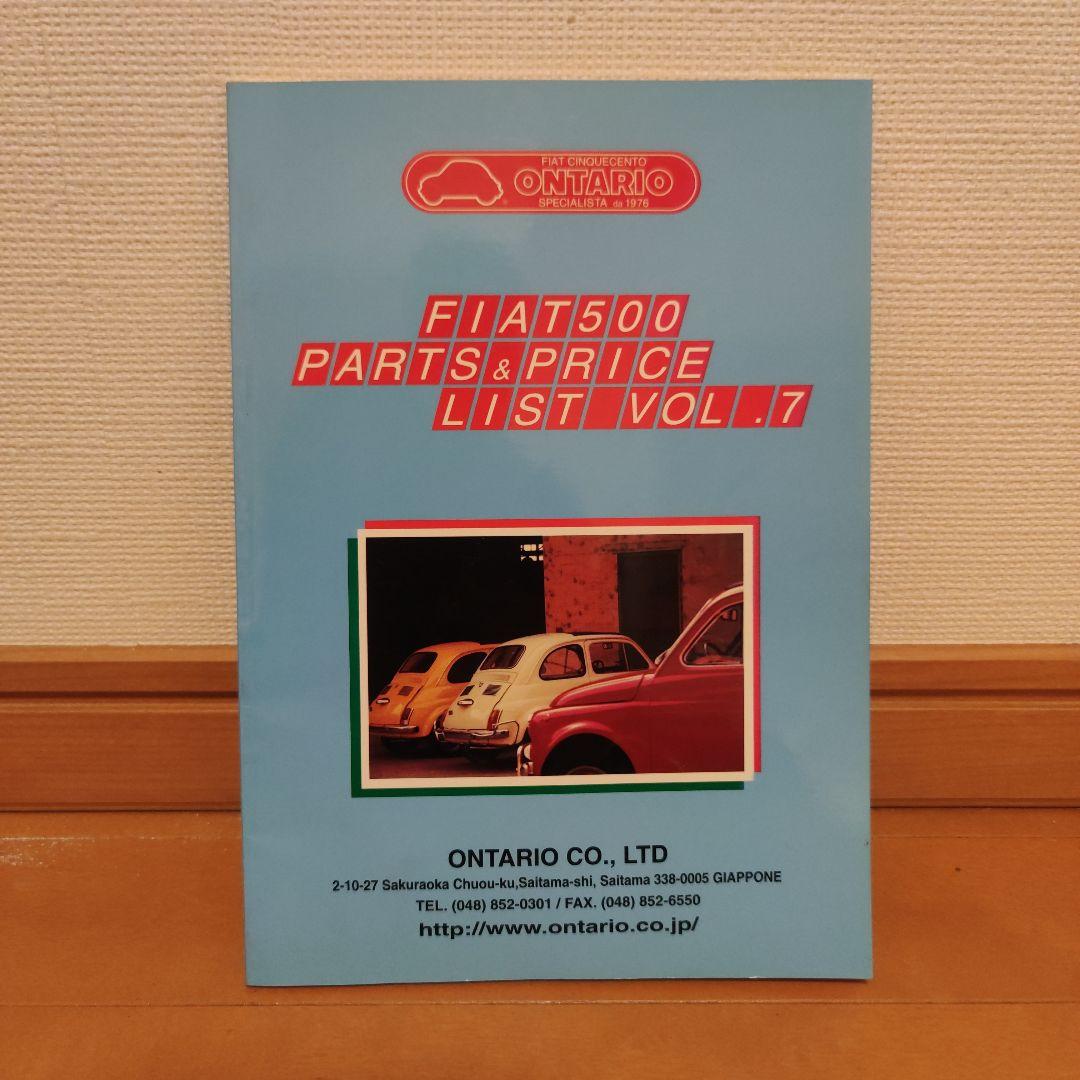 FIAT CINQUECENTO
ONTARIO
SPECIALISTA da 1976
FIAT500
PARTS&PRICE
LIST VOL.7
ONTARIO CO., LTD
2-10-27 Sakuraoka Chuou-ku,Saitama-shi, Saitama 338-0005 GIAPPONE
TEL. (048) 852-0301 / FAX. (048) 852-6550
http://www.ontario.co.jp/